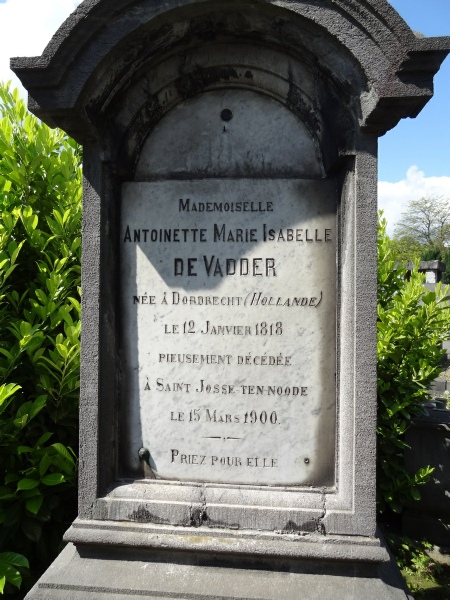 MADEMOISELLE
ANTOINETTE MARIE ISABELLE
DE VADDER
NÉE À DORDRECHT (HOLLANDE)
LE 12 JANVIER 1818
PIEUSEMENT DÉCÉDÉE
À SAINT JOSSE TEN NOODE
LE 15 MARS 1900.
PRIEZ POUR ELLE